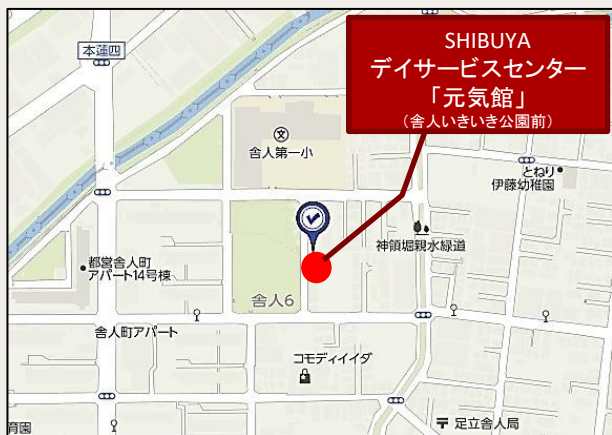 SHIBUYA
デイサービスセンター
「元気館」
（舎人いきいき公園前）
本蓮四
文
舎人第一小
とねり
伊藤幼稚園
神領堀親水緑道
都営舎人町
アパート14号棟
舎人6
舎人町アパート
コモディイイダ
〒 足立舎人局
育園